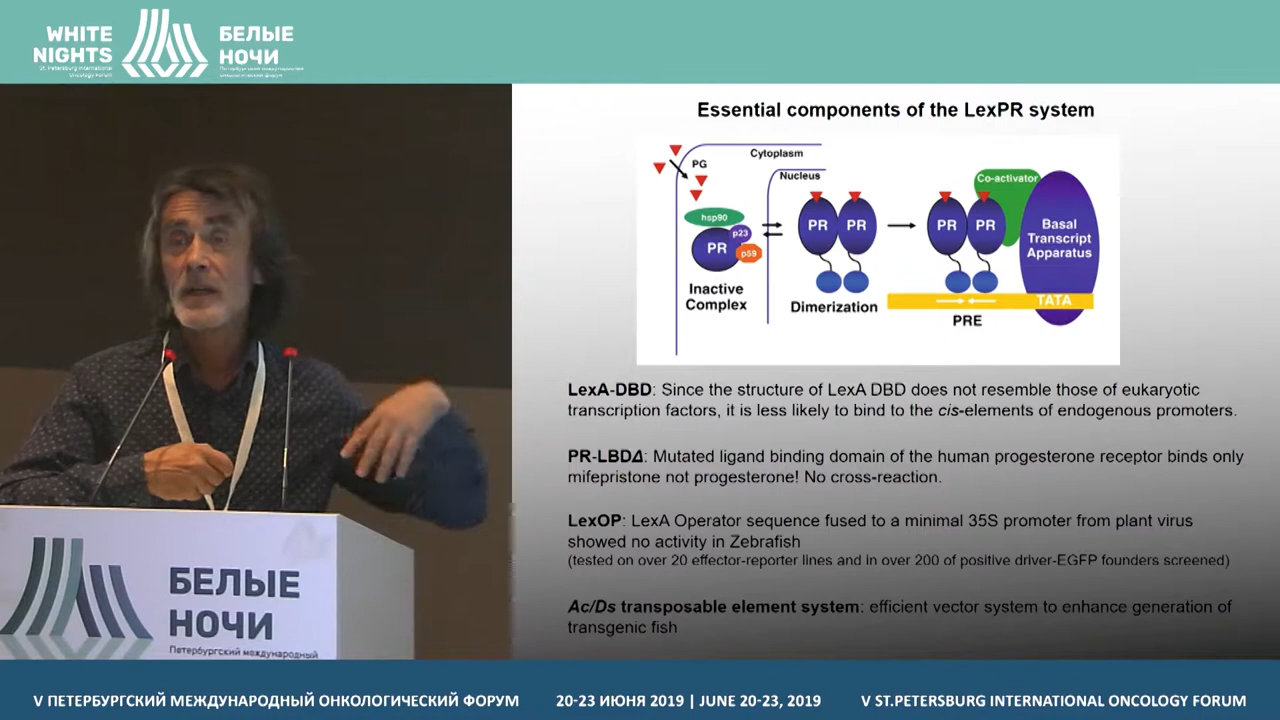 WHITE
NIGHTS
St. Petersburg International
Oncology Forum
БЕЛЫЕ
НОЧИ
Петербургский международный
онкологический форум
Essential components of the LexPR system
Cytoplasm
PG
Nucleus
Co-activator
hsp90
p23
PR
p59
PR PR
PR PR
Basal
Transcript
Apparatus
Inactive
Complex
Dimerization
TATA
PRE
LexA-DBD: Since the structure of LexA DBD does not resemble those of eukaryotic
transcription factors, it is less likely to bind to the cis-elements of endogenous promoters.
PR-LBDΔ: Mutated ligand binding domain of the human progesterone receptor binds only
mifepristone not progesterone! No cross-reaction.
LexOP: LexA Operator sequence fused to a minimal 35S promoter from plant virus
showed no activity in Zebrafish
(tested on over 20 effector-reporter lines and in over 200 of positive driver-EGFP founders screened)
Ac/Ds transposable element system: efficient vector system to enhance generation of
transgenic fish
БЕЛЫЕ
НОЧИ
Петербургский международный
V ПЕТЕРБУРГСКИЙ МЕЖДУНАРОДНЫЙ ОНКОЛОГИЧЕСКИЙ ФОРУМ
20-23 ИЮНЯ 2019 | JUNE 20-23, 2019
V ST.PETERSBURG INTERNATIONAL ONCOLOGY FORUM